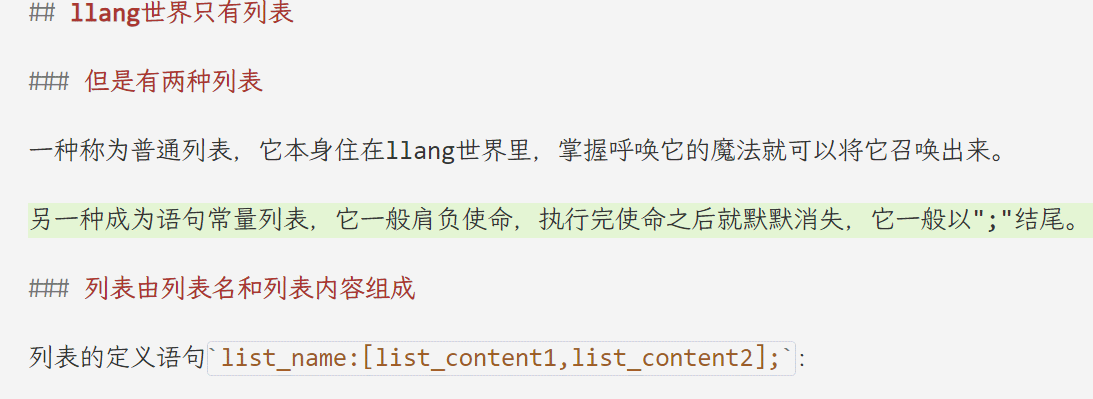 ## llang世界只有列表
### 但是有两种列表
一种称为普通列表，它本身住在llang世界里，掌握呼唤它的魔法就可以将它召唤出来。
另一种成为语句常量列表，它一般肩负使命，执行完使命之后就默默消失，它一般以";"结尾。
### 列表由列表名和列表内容组成
列表的定义语句`list_name:[list_content1,list_content2];`: